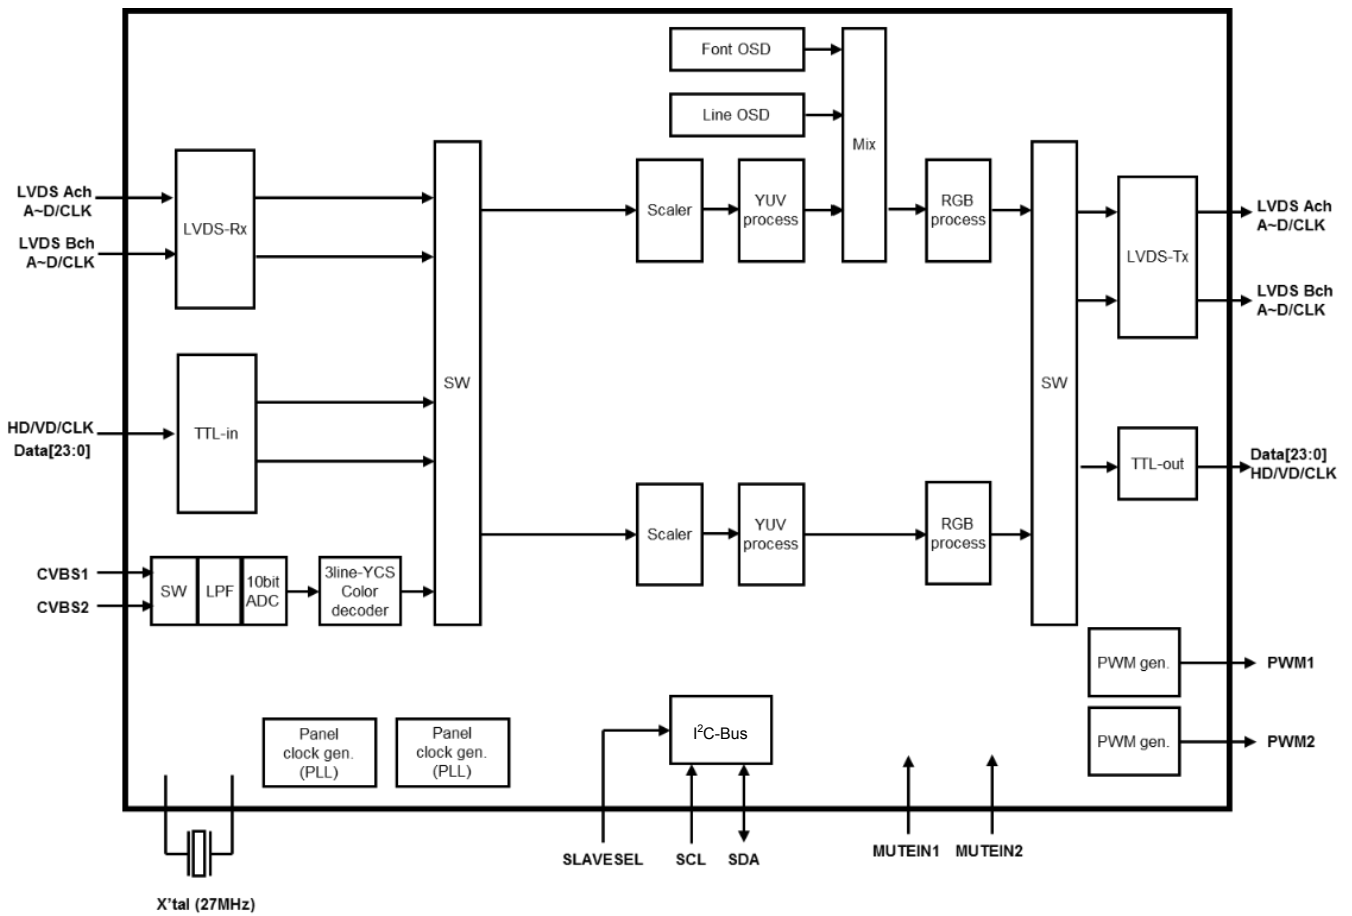 Font OSD
Line OSD
Mix
LVDS Ach
A~D/CLK
LVDS Bch
A~D/CLK
LVDS-Rx
Scaler
YUV
process
RGB
process
LVDS-Tx
LVDS Ach
A~D/CLK
LVDS Bch
A~D/CLK
SW
SW
HD/VD/CLK
Data[23:0]
TTL-in
TTL-out
Data[23:0]
HD/VD/CLK
Scaler
YUV
process
RGB
process
CVBS1
CVBS2
SW
LPF
10bit
ADC
3line-YCS
Color
decoder
PWM gen.
PWM1
PWM gen.
PWM2
Panel
clock gen.
(PLL)
Panel
clock gen.
(PLL)
I²C-Bus
SLAVESEL
SCL
SDA
MUTEIN1
MUTEIN2
X'tal (27MHz)